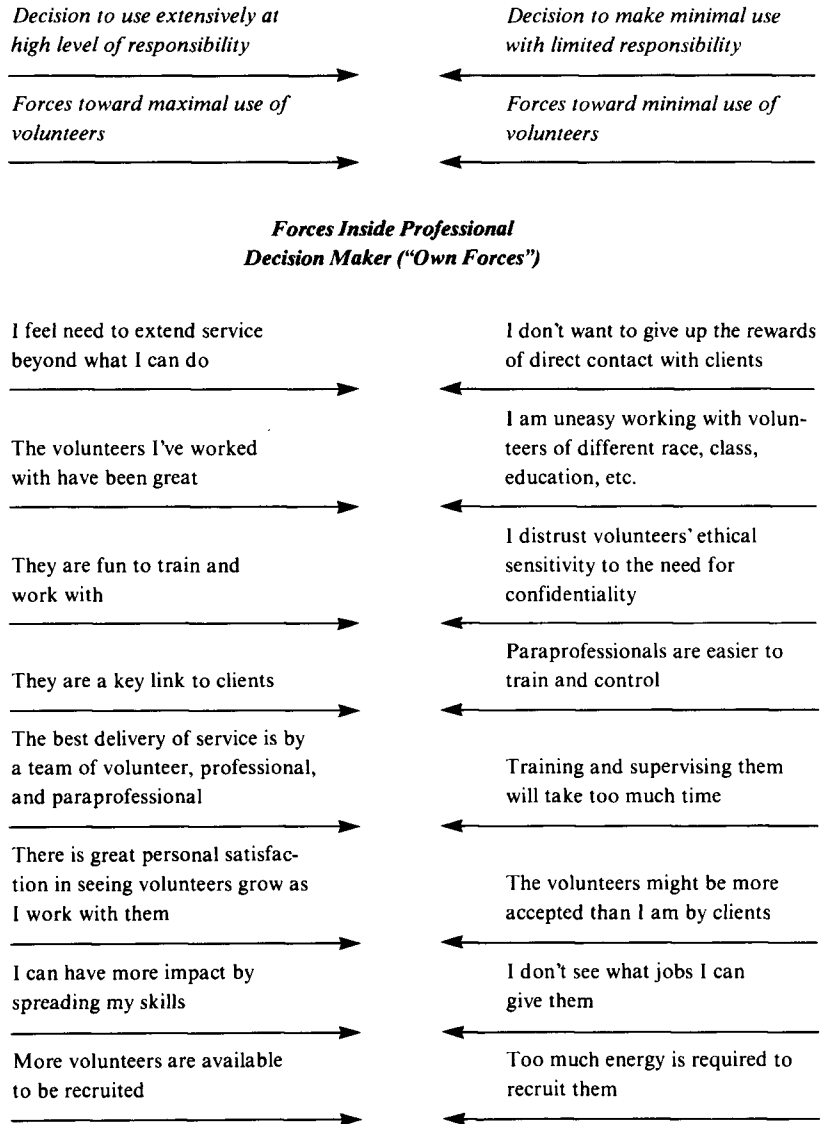 Decision to use extensively at
high level of responsibility
Decision to make minimal use
with limited responsibility
Forces toward maximal use of
volunteers
Forces toward minimal use of
volunteers
Forces Inside Professional
Decision Maker (“Own Forces”)
I feel need to extend service
beyond what I can do
I don't want to give up the rewards
of direct contact with clients
The volunteers I've worked
with have been great
I am uneasy working with volun-
teers of different race, class,
education, etc.
They are fun to train and
work with
I distrust volunteers' ethical
sensitivity to the need for
confidentiality
They are a key link to clients
Paraprofessionals are easier to
train and control
The best delivery of service is by
a team of volunteer, professional,
and paraprofessional
Training and supervising them
will take too much time
There is great personal satisfac-
tion in seeing volunteers grow as
I work with them
The volunteers might be more
accepted than I am by clients
I can have more impact by
spreading my skills
I don't see what jobs I can
give them
More volunteers are available
to be recruited
Too much energy is required to
recruit them